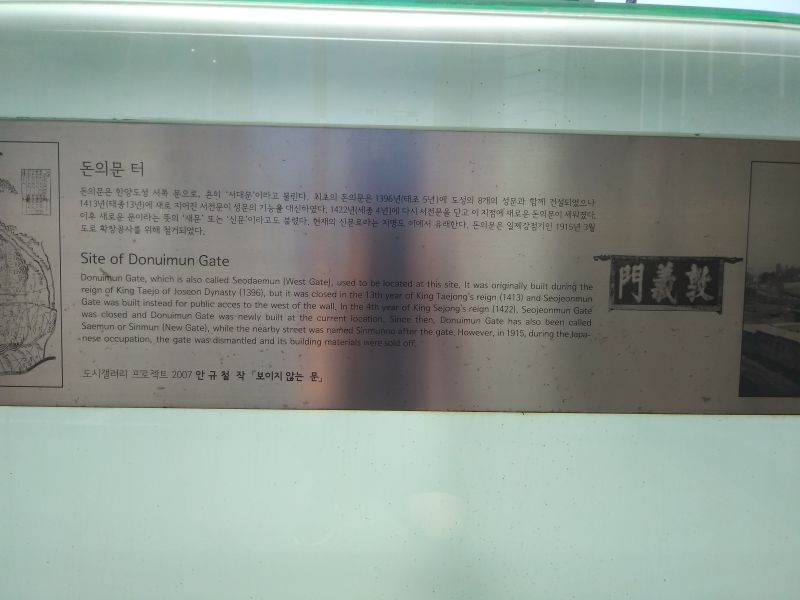 돈의문 터
돈의문은 한양도성 서쪽 문으로, 흔히 '서대문'이라고 불린다. 최초의 돈의문은 1396년(태조 5년)에 도성의 8개의 성문과 함께 건설되었으나
1413년(태종13년)에 새로 지어진 서전문이 성문의 기능을 대신하였다. 1422년(세종 4년)에 다시 서전문을 닫고 이 지점에 새로운 돈의문이 세워졌다.
이후 새로운 문이라는 뜻의 '새문' 또는 '신문'이라고도 불렸다. 현재의 신문로라는 지명도 이에서 유래한다. 돈의문은 일제강점기인 1915년 3월
도로 확장공사를 위해 철거되었다.
Site of Donuimun Gate
Donuimun Gate, which is also called Seodaemun (West Gate), used to be located at this site. It was originally built during the
reign of King Taejo of Joseon Dynasty (1396), but it was closed in the 13th year of King Taejong's reign (1413) and Seojeonmun
Gate was built instead for public acces to the west of the wall. In the 4th year of King Sejong's reign (1422), Seojeonmun Gate
was closed and Donuimun Gate was newly built at the current location. Since then, Donuimun Gate has also been called
Saemun or Sinmun (New Gate), while the nearby street was named Sinmunno after the gate. However, in 1915, during the Japa-
nese occupation, the gate was dismantled and its building materials were sold off.
도시갤러리 프로젝트 2007 안 규 철 작 「보이지 않는 문」
門義敦